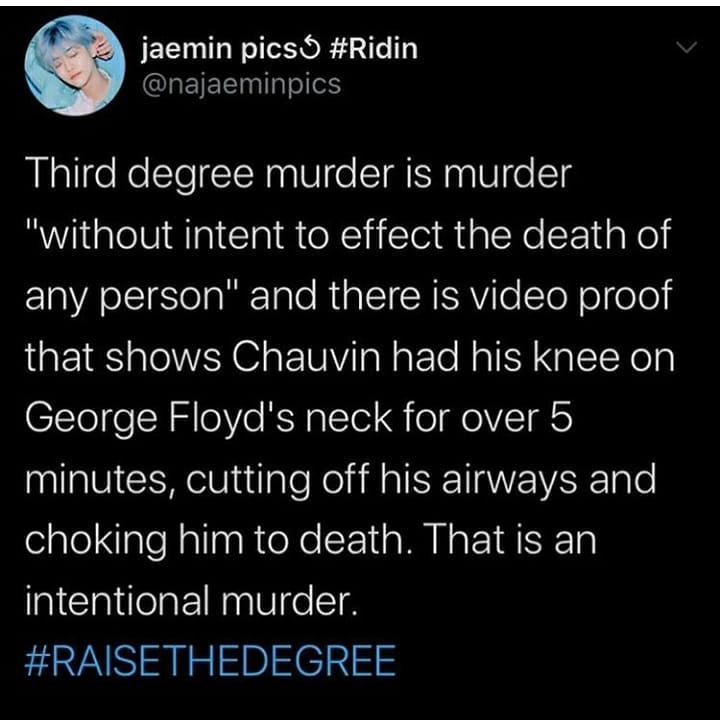 jaemin pics↺ #Ridin
@najaeminpics
Third degree murder is murder
"without intent to effect the death of
any person" and there is video proof
that shows Chauvin had his knee on
George Floyd's neck for over 5
minutes, cutting off his airways and
choking him to death. That is an
intentional murder.
#RAISETHEDEGREE